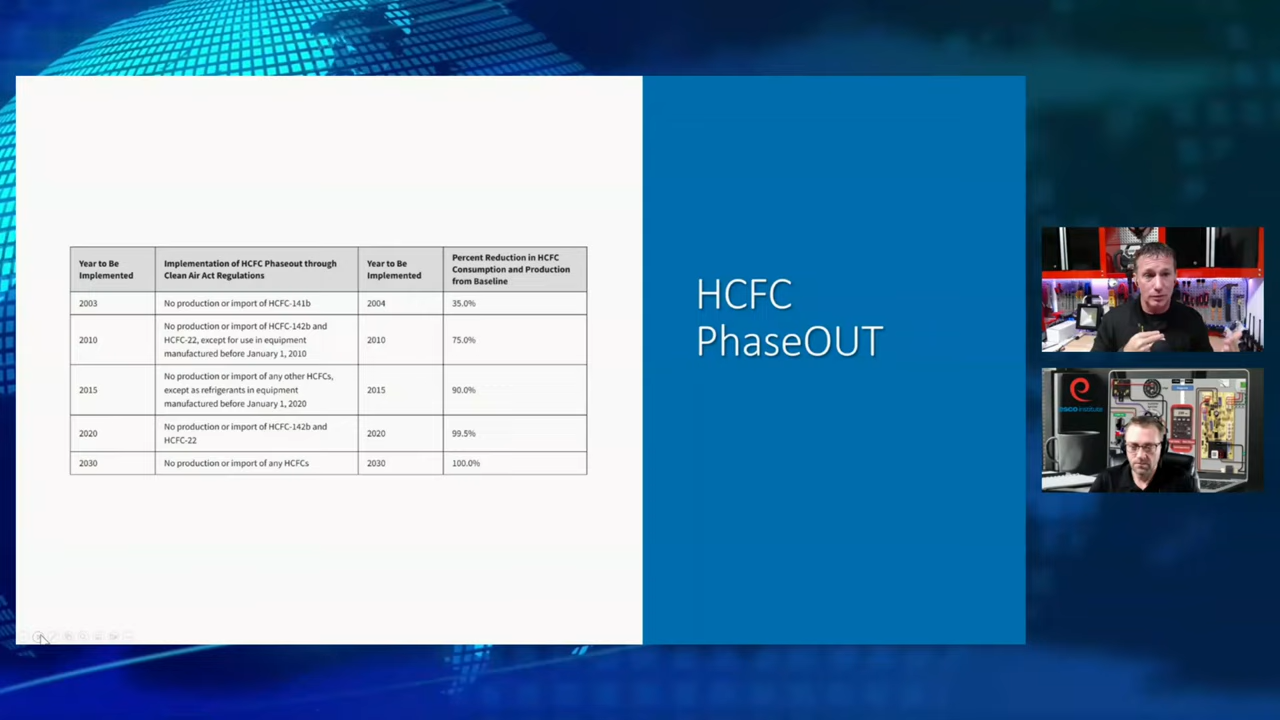 Year to Be
Implemented
Implementation of HCFC Phaseout through
Clean Air Act Regulations
Year to Be
Implemented
Percent Reduction in HCFC
Consumption and Production
from Baseline
2003
No production or import of HCFC-141b
2004
35.0%
2010
No production or import of HCFC-142b and
HCFC-22, except for use in equipment
manufactured before January 1, 2010
2010
75.0%
2015
No production or import of any other HCFCs,
except as refrigerants in equipment
manufactured before January 1, 2020
2015
90.0%
2020
No production or import of HCFC-142b and
HCFC-22
2020
99.5%
2030
No production or import of any HCFCs
2030
100.0%
HCFC
PhaseOUT
esco institute